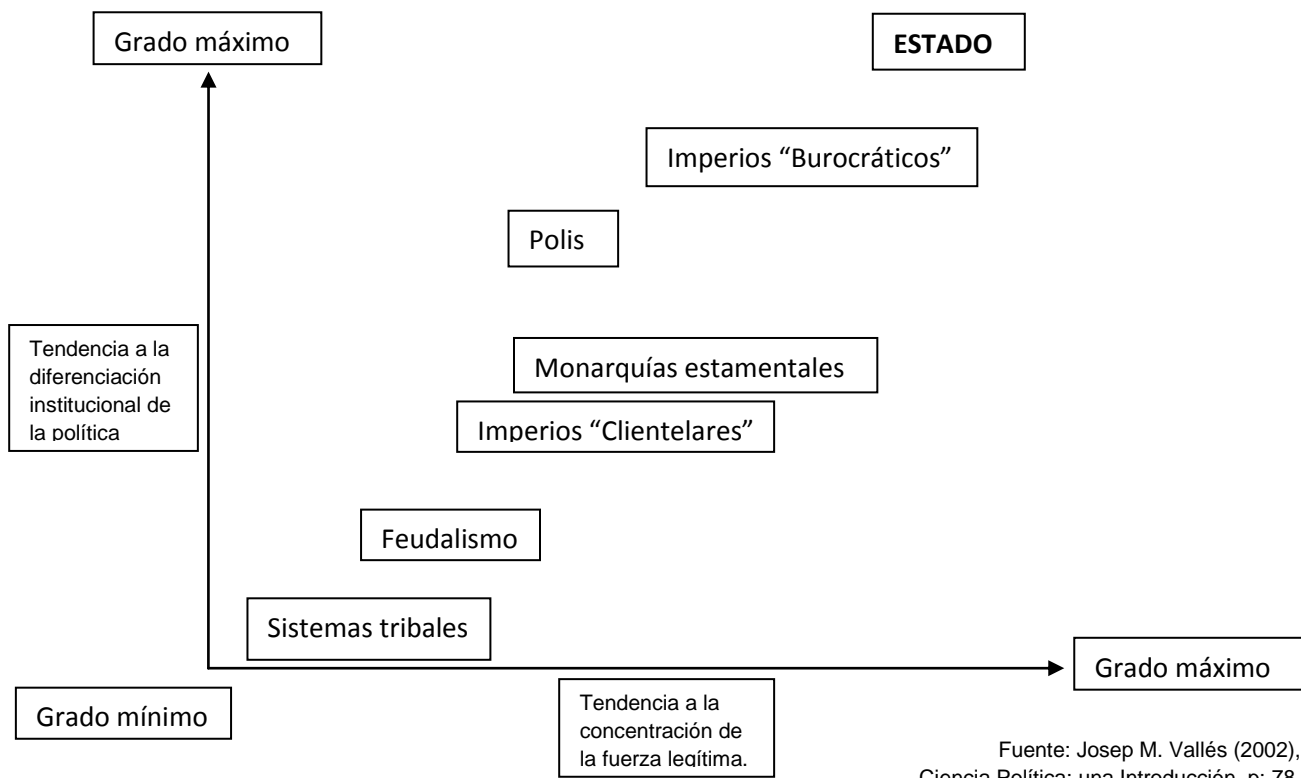 Grado máximo
ESTADO
Imperios “Burocráticos”
Polis
Tendencia a la
diferenciación
institucional de
la política
Monarquías estamentales
Imperios “Clientelares”
Feudalismo
Sistemas tribales
Grado máximo
Grado mínimo
Tendencia a la
concentración de
la fuerza legítima.
Fuente: Josep M. Vallés (2002),
Ciencia Política: una Introducción, p: 78.